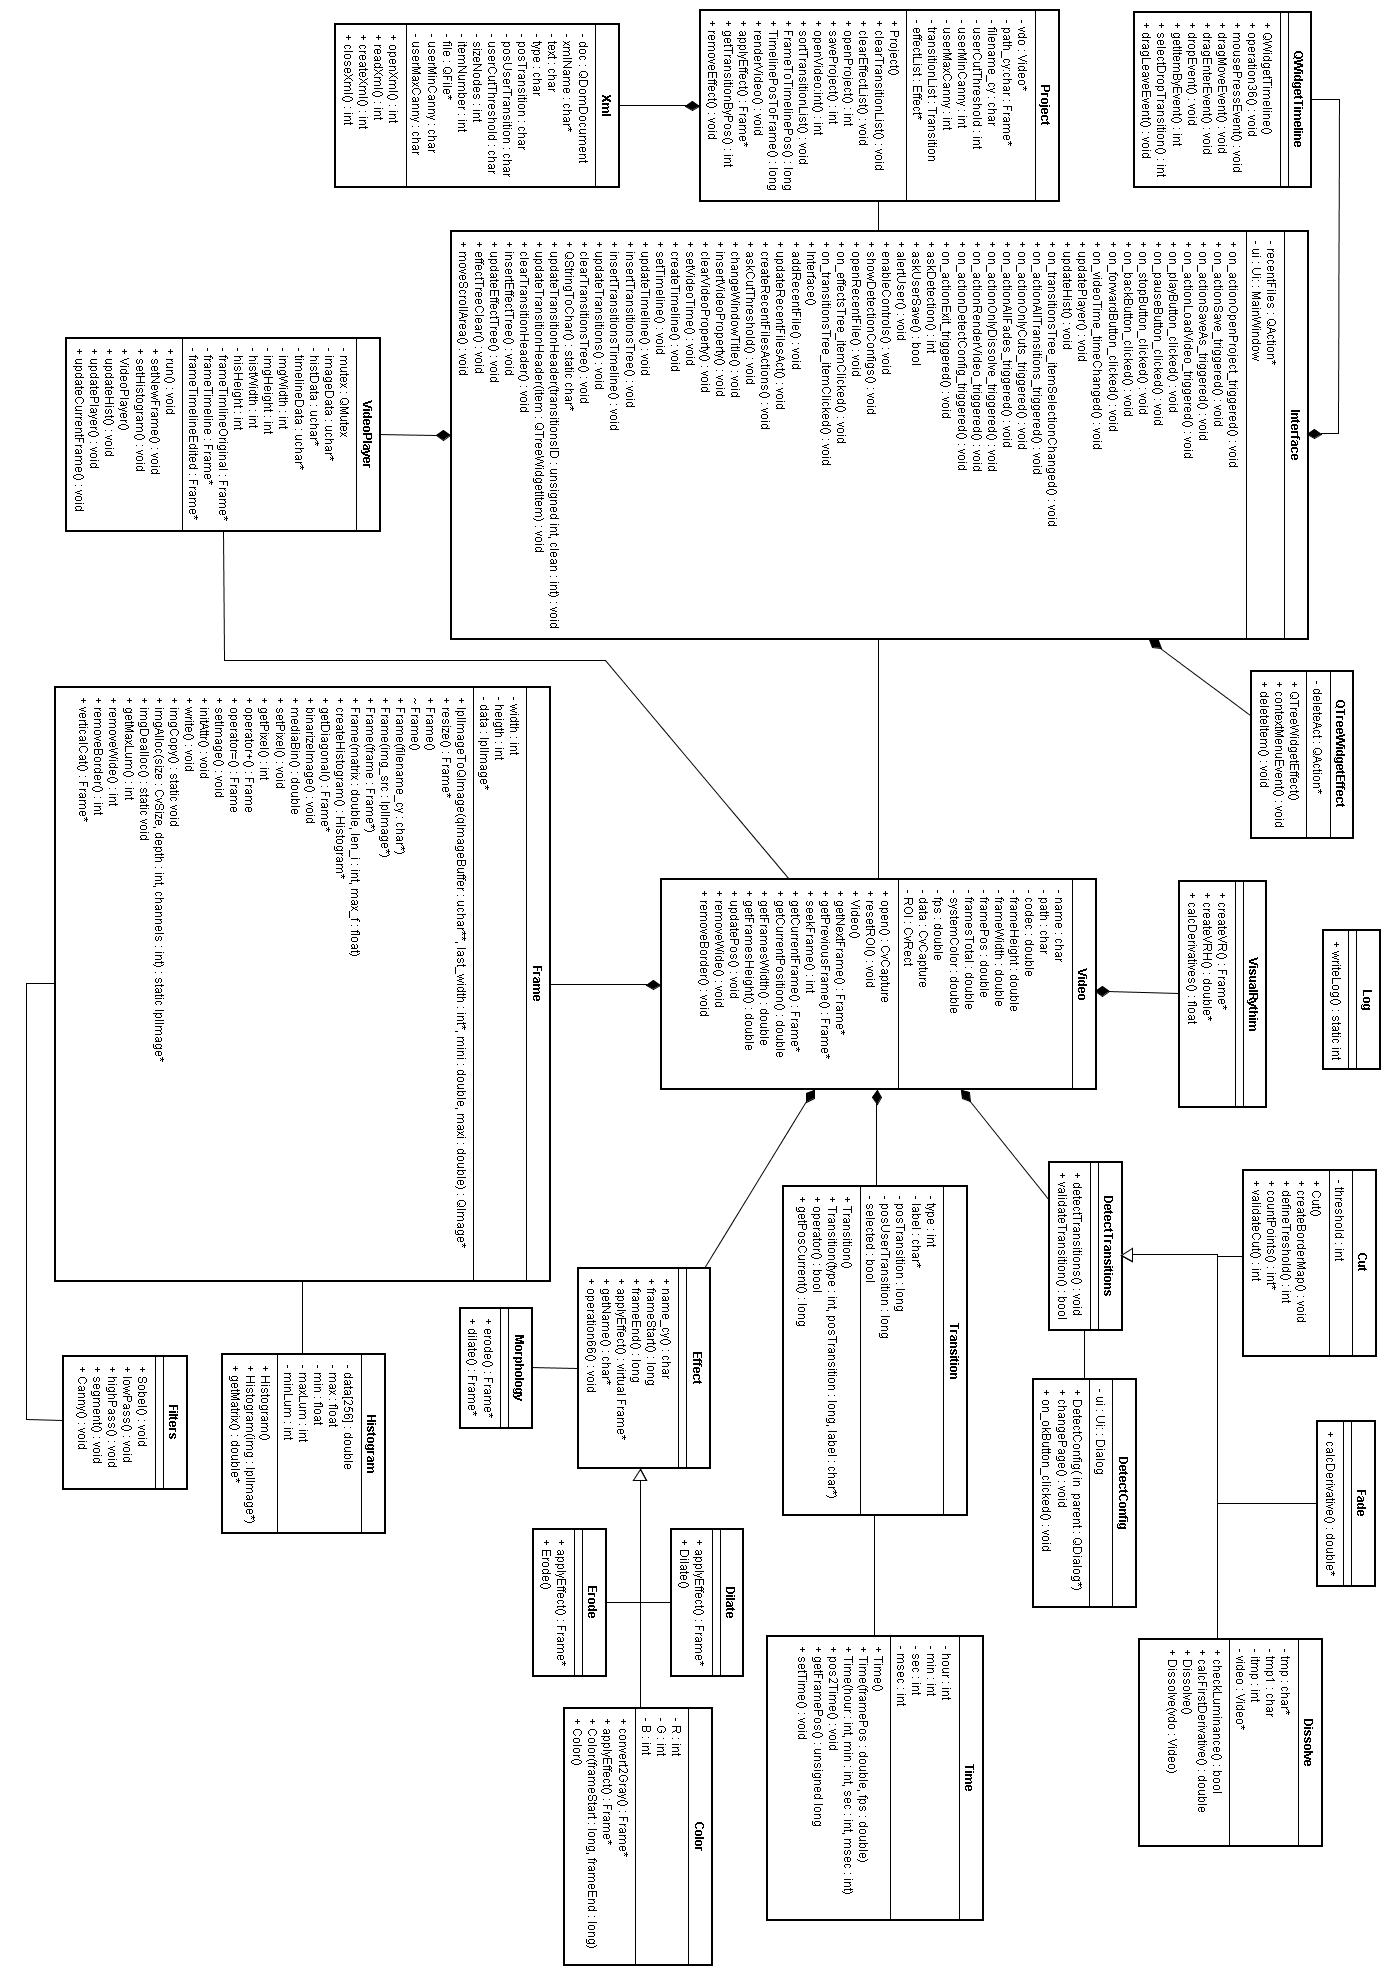 QWidgetTimeline
+ QWidgetTimeline()
+ operation36() : void
+ mousePressEvent() : void
+ dragMoveEvent() : void
+ dragEnterEvent() : void
+ dropEvent() : void
+ getItemByEvent() : int
+ selectDropTransition() : int
+ dragLeaveEvent() : void
Project
- vdo : Video*
- path_cy:char : Frame*
- filename_cy : char
- userCutThreshold : int
- userMinCanny : int
- userMaxCanny : int
- transitionList : Transition
- effectList : Effect*
+ Project()
+ clearTransitionList() : void
+ clearEffectList() : void
+ openProject() : int
+ saveProject() : int
+ openVideo:int() : int
+ sortTransitionList() : void
+ FrameToTimelinePos() : long
+ TimelinePosToFrame() : long
+ renderVideo() : void
+ applyEffect() : Frame*
+ getTransitionByPos() : int
+ removeEffect() : void
Xml
- doc : QDomDocument
- xmlName : char*
- text : char
- type : char
- posTransition : char
- posUserTransition : char
- userCutThreshold : char
- sizeNodes : int
- itemNumber : int
- file : QFile*
- userMinCanny : char
- userMaxCanny : char
+ openXml() : int
+ readXml() : int
+ createXml() : int
+ closeXml() : int
Interface
- recentFiles : QAction*
- ui : Ui: : MainWindow
+ on_actionOpenProject_triggered() : void
+ on_actionSave_triggered() : void
+ on_actionSaveAs_triggered() : void
+ on_actionLoadVideo_triggered() : void
+ on_playButton_clicked() : void
+ on_pauseButton_clicked() : void
+ on_stopButton_clicked() : void
+ on_backButton_clicked() : void
+ on_forwardButton_clicked() : void
+ on_videoTime_timeChanged() : void
+ updatePlayer() : void
+ updateHist() : void
+ on_transitionsTree_itemSelectionChanged() : void
+ on_actionAllTransitions_triggered() : void
+ on_actionOnlyCuts_triggered() : void
+ on_actionAllFades_triggered() : void
+ on_actionOnlyDissolve_triggered() : void
+ on_actionRenderVideo_triggered() : void
+ on_actionDetectConfig_triggered() : void
+ on_actionExit_triggered() : void
+ askDetection() : int
+ askUserSave() : bool
+ alertUser() : void
+ enableControls() : void
+ showDetectionConfigs() : void
+ openRecentFile() : void
+ on_effectsTree_itemClicked() : void
+ on_transitionsTree_itemClicked() : void
+ Interface()
+ addRecentFile() : void
+ updateRecentFilesAct() : void
+ createRecentFilesActions() : void
+ askCutThreshold() : void
+ changeWindowTitle() : void
+ insertVideoProperty() : void
+ clearVideoProperty() : void
+ setVideoTime() : void
+ createTimeline() : void
+ setTimeline() : void
+ updateTimeline() : void
+ insertTransitionsTree() : void
+ insertTransitionsTimeline() : void
+ updateTransitions() : void
+ clearTransitionsTree() : void
+ QStringToChar() : static char*
+ updateTransitionHeader(transitionsID : unsigned int, clean : int) : void
+ updateTransitionHeader(item : QTreeWidgetItem) : void
+ clearTransitionHeader() : void
+ insertEffectTree() : void
+ updateEffectTree() : void
+ effectTreeClear() : void
+ moveScrollArea() : void
VideoPlayer
- mutex : QMutex
- imageData : uchar*
- histData : uchar*
- timelineData : uchar*
- imgWidth : int
- imgHeight : int
- histWidth : int
- hisHeight : int
- frameTimlineOriginal : Frame*
- frameTimeline : Frame*
- frameTimelineEdited : Frame*
+ run() : void
+ setNewFrame() : void
+ setHistogram() : void
+ VideoPlayer()
+ updateHist() : void
+ updatePlayer() : void
+ updateCurrentFrame() : void
QTreeWidgetEffect
- deleteAct : QAction*
+ QTreeWidgetEffect()
+ contextMenuEvent() : void
+ deleteItem() : void
Frame
- width : int
- heigth : int
- data : IplImage*
+ IplImageToQImage(qImageBuffer : uchar**, last_width : int*, mini : double, maxi : double) : QImage*
+ resize() : Frame*
+ Frame()
~ Frame()
+ Frame(filename_cy : char*)
+ Frame(img_src : IplImage*)
+ Frame(frame : Frame*)
+ Frame(matrix : double, len_i : int, max_f : float)
+ createHistogram() : Histogram*
+ getDiagonal() : Frame*
+ binarizeImage() : void
+ mediaBin() : double
+ setPixel() : void
+ getPixel() : int
+ operator+() : Frame
+ operator=() : Frame
+ setImage() : void
+ initAttr() : void
+ write() : void
+ imgCopy() : static void
+ imgAlloc(size : CvSize, depth : int, channels : int) : static IplImage*
+ imgDealloc() : static void
+ getMaxLum() : int
+ removeWide() : int
+ removeBorder() : int
+ verticalCat() : Frame*
Video
- name : char
- path : char
- codec : double
- frameHeight : double
- frameWidth : double
- framePos : double
- framesTotal : double
- systemColor : double
- fps : double
- data : CvCapture
- ROI : CvRect
+ open() : CvCapture
+ resetROI() : void
+ Video()
+ getNextFrame() : Frame*
+ getPreviousFrame() : Frame*
+ seekFrame() : int
+ getCurrentFrame() : Frame*
+ getCurrentPosition() : double
+ getFramesWidth() : double
+ getFramesHeight() : double
+ updatePos() : void
+ removeWide() : void
+ removeBorder() : void
VisualRythim
+ createVR() : Frame*
+ createVRH() : double*
+ calcDerivatives() : float
Log
+ writeLog() : static int
DetectTransitions
+ detectTransitions() : void
+ validateTransition() : bool
Cut
- threshold : int
+ Cut()
+ createBorderMap() : void
+ defineTreshold() : int
+ countPoints() : int*
+ validateCut() : int
Transition
- type : int
- label : char*
- posTransition : long
- posUserTransition : long
- selected : bool
+ Transition()
+ Transition(type : int, posTransition : long, label : char*)
+ operator() : bool
+ getPosCurrent() : long
Effect
+ name_cy() : char
+ frameStart() : long
+ frameEnd() : long
+ applyEffect() : virtual Frame*
+ getName() : char*
+ operation66() : void
Morphology
+ erode() : Frame*
+ dilate() : Frame*
Histogram
- data[256] : double
- max : float
- min : float
- maxLum : int
- minLum : int
+ Histogram()
+ Histogram(img : IplImage*)
+ getMatrix() : double*
Filters
+ Sobel() : void
+ lowPass() : void
+ highPass() : void
+ segment() : void
+ Canny() : void
DetectConfig
- ui : Ui: : Dialog
+ DetectConfig( in parent : QDialog*)
+ changePage() : void
+ on_okButton_clicked() : void
Fade
+ calcDerivative() : double*
Dilate
+ applyEffect() : Frame*
+ Dilate()
Erode
+ applyEffect() : Frame*
+ Erode()
Dissolve
- tmp : char*
- tmp1 : char
- itmp : int
- video : Video*
+ checkLuminance() : bool
+ calcFirstDerivative() : double
+ Dissolve()
+ Dissolve(vdo : Video)
Time
- hour : int
- min : int
- sec : int
- msec : int
+ Time()
+ Time(framePos : double, fps : double)
+ Time(hour : int, min : int, sec : int, msec : int)
+ pos2Time() : void
+ getFramePos() : unsigned long
+ setTime() : void
Color
- R : int
- G : int
- B : int
+ convert2Gray() : Frame*
+ applyEffect() : Frame*
+ Color(frameStart : long, frameEnd : long)
+ Color()